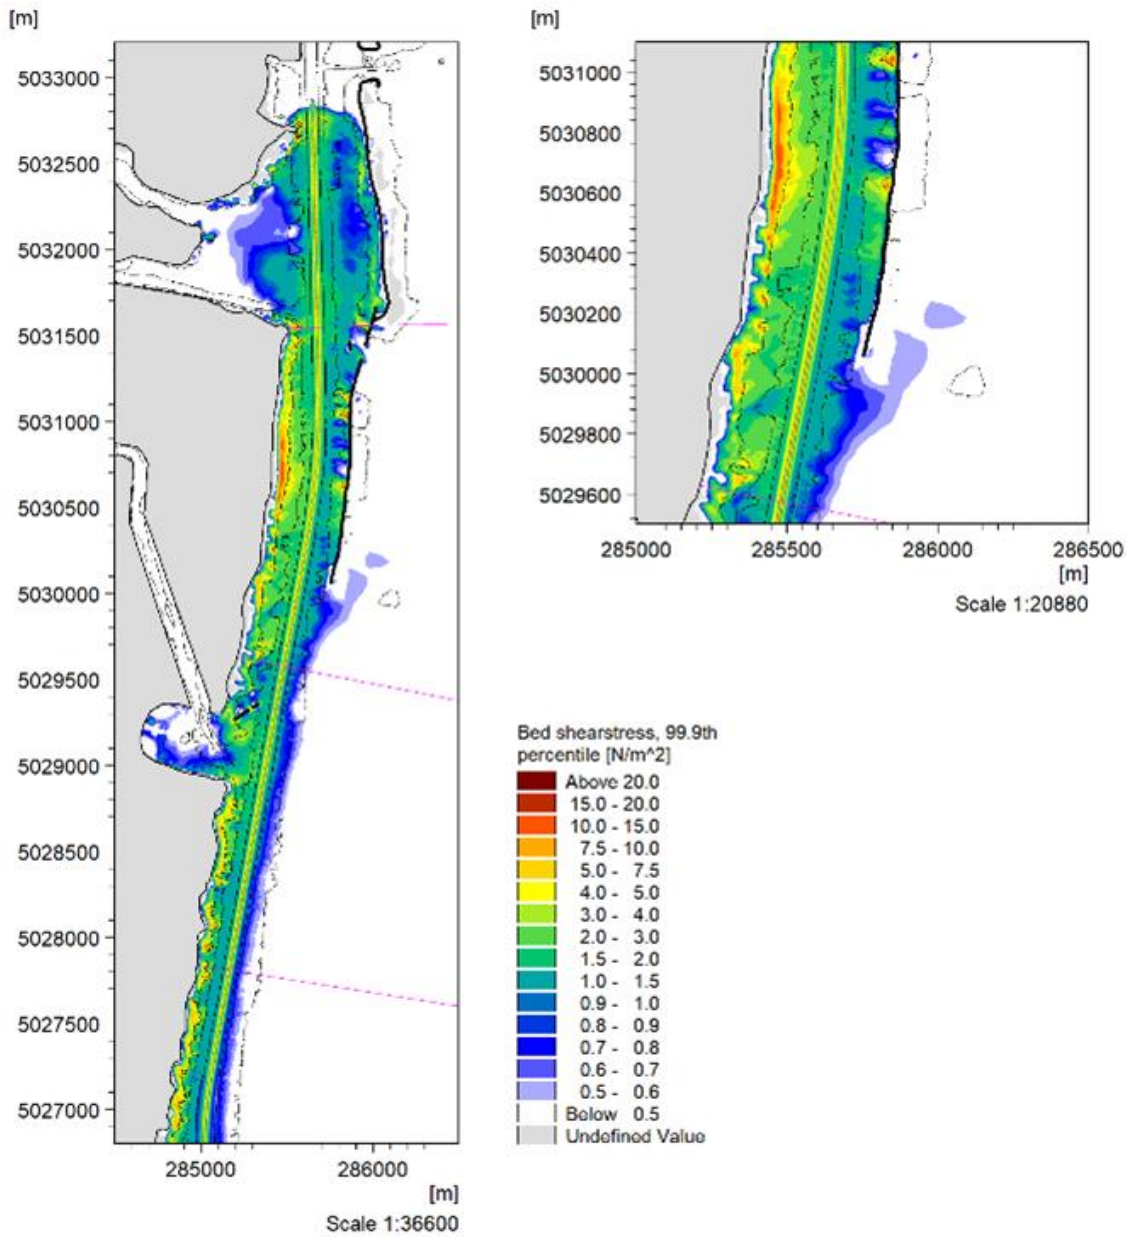 [m]
5033000
5032500
5032000
5031500
5031000
5030500
5030000
5029500
5029000
5028500
5028000
5027500
5027000
285000 286000
[m]
Scale 1:36600
[m]
5031000
5030800
5030600
5030400
5030200
5030000
5029800
5029600
285000 285500 286000 286500
[m]
Scale 1:20880
Bed shearstress, 99.9th
percentile [N/m^2]
Above 20.0
15.0 - 20.0
10.0 - 15.0
7.5 - 10.0
5.0 - 7.5
4.0 - 5.0
3.0 - 4.0
2.0 - 3.0
1.5 - 2.0
1.0 - 1.5
0.9 - 1.0
0.8 - 0.9
0.7 - 0.8
0.6 - 0.7
0.5 - 0.6
Below 0.5
Undefined Value